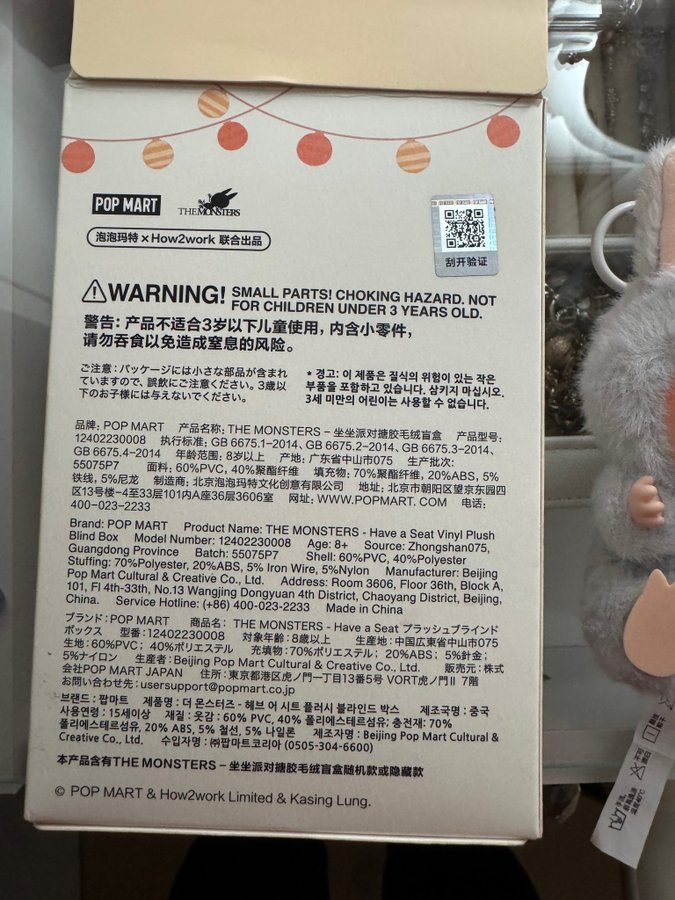 POP MART
THE MONSTERS
泡泡玛特 × How2work 联合出品
刮开验证
WARNING! SMALL PARTS! CHOKING HAZARD. NOT
FOR CHILDREN UNDER 3 YEARS OLD.
警告: 产品不适合3岁以下儿童使用，内含小零件，
请勿吞食以免造成窒息的风险。
ご注意：パッケージには小さな部品が含まれ
ていますので、誤飲にご注意ください。3歳以
下のお子様には与えないでください。
* 경고: 이 제품은 질식의 위험이 있는 작은
부품을 포함하고 있습니다. 삼키지 마십시오.
3세 미만의 어린이는 사용할 수 없습니다.
品牌: POP MART 产品名称: THE MONSTERS - 坐坐派对搪胶毛绒盲盒 产品型号:
12402230008 执行标准: GB 6675.1-2014、GB 6675.2-2014、GB 6675.3-2014、
GB 6675.4-2014 年龄范围: 8岁以上 产地: 广东省中山市075 生产批次:
55075P7 面料: 60%PVC, 40%聚酯纤维 填充物: 70%聚酯纤维, 20%ABS, 5%
铁线, 5%尼龙 制造商: 北京泡泡玛特文化创意有限公司 地址: 北京市朝阳区望京东园四
区13号楼-4至33层101内A座36层3606室 网址: WWW.POPMART.COM 电话:
400-023-2233
Brand: POP MART Product Name: THE MONSTERS - Have a Seat Vinyl Plush
Blind Box Model Number: 12402230008 Age: 8+ Source: Zhongshan075,
Guangdong Province Batch: 55075P7 Shell: 60%PVC, 40%Polyester
Stuffing: 70%Polyester, 20%ABS, 5% Iron Wire, 5%Nylon Manufacturer: Beijing
Pop Mart Cultural & Creative Co., Ltd. Address: Room 3606, Floor 36th, Block A,
101, Fl 4th-33th, No.13 Wangjing Dongyuan 4th District, Chaoyang District, Beijing,
China. Service Hotline: (+86) 400-023-2233 Made in China
ブランド:POP MART 商品名: THE MONSTERS - Have a Seat プラッシュブラインド
ボックス 型番:12402230008 対象年齢:8歳以上 生産地:中国広東省中山市075
生地:60%PVC; 40%ポリエステル 充填物:70%ポリエステル; 20%ABS; 5%針金;
5%ナイロン 生産者:Beijing Pop Mart Cultural & Creative Co., Ltd. 販売元:株式
会社POP MART JAPAN 住所:東京都港区虎ノ門一丁目13番5号 VORT虎ノ門II 7階
お問い合わせ先:usersupport@popmart.co.jp
브랜드 : 팝마트 제품명 : 더 몬스터즈 - 헤브 어 시트 플러시 블라인드 박스 제조국명 : 중국
사용연령 : 15세이상 재질 : 옷감 : 60% PVC, 40% 폴리에스테르섬유; 충전재: 70%
폴리에스테르섬유, 20% ABS, 5% 철선, 5% 나일론 제조자명 : Beijing Pop Mart Cultural &
Creative Co., Ltd. 수입자명 : ㈜팝마트코리아 (0505-304-6600)
本产品含有THE MONSTERS - 坐坐派对搪胶毛绒盲盒随机款或隐藏款
© POP MART & How2work Limited & Kasing Lung.